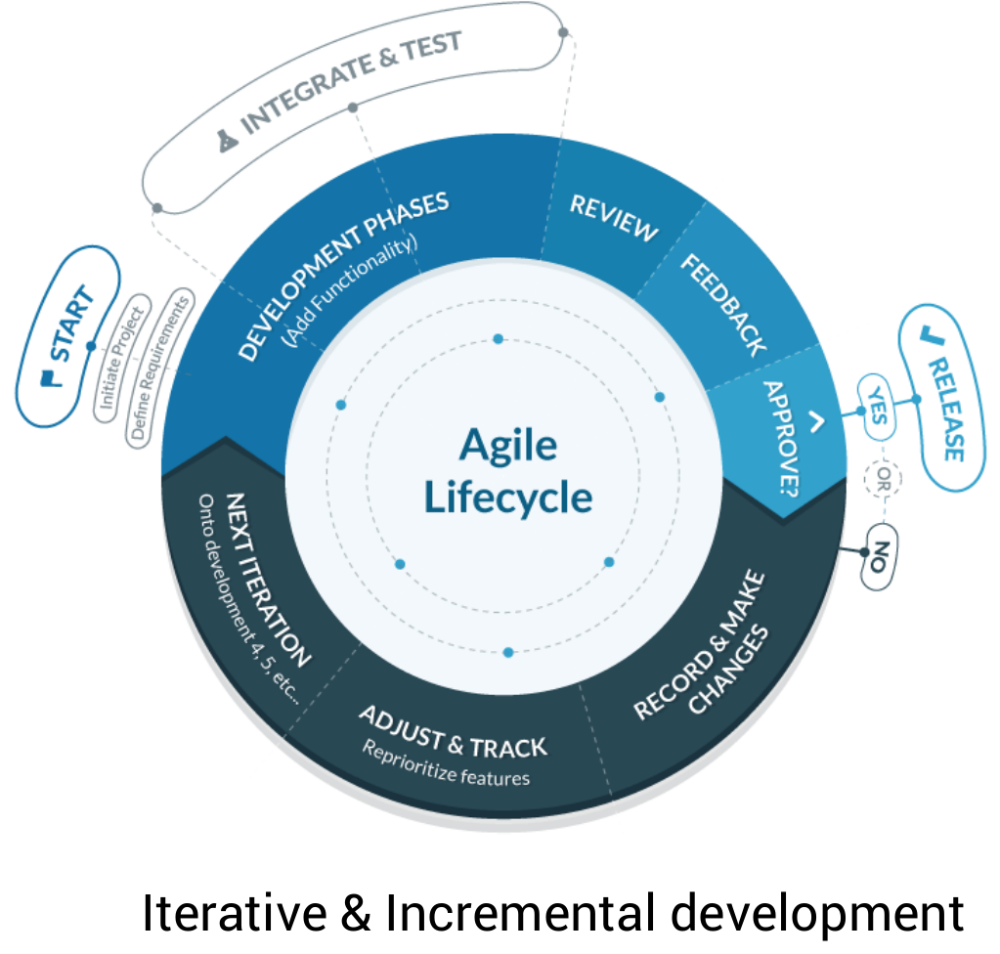 INTEGRATE & TEST
START
Initiate Project
Define Requirements
DEVELOPMENT PHASES
(Add Functionality)
REVIEW
FEEDBACK
APPROVE?
YES
OR
NO
RELEASE
RECORD & MAKE
CHANGES
ADJUST & TRACK
Reprioritize features
NEXT ITERATION
Onto development 4, 5, etc...
Agile
Lifecycle
Iterative & Incremental development